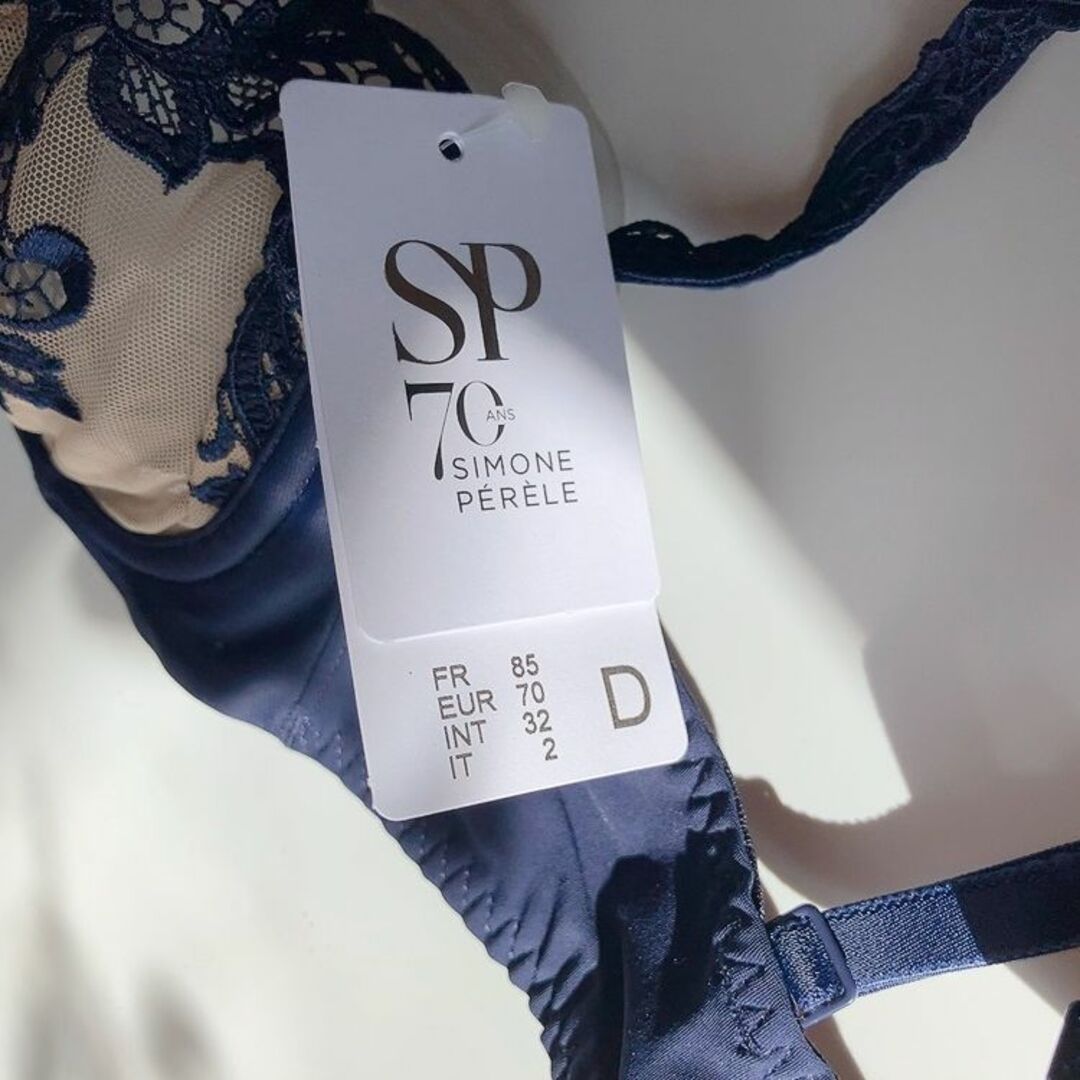 SP
70 ANS
SIMONE
PÉRÈLE
FR 85
EUR 70
INT 32
IT 2
D